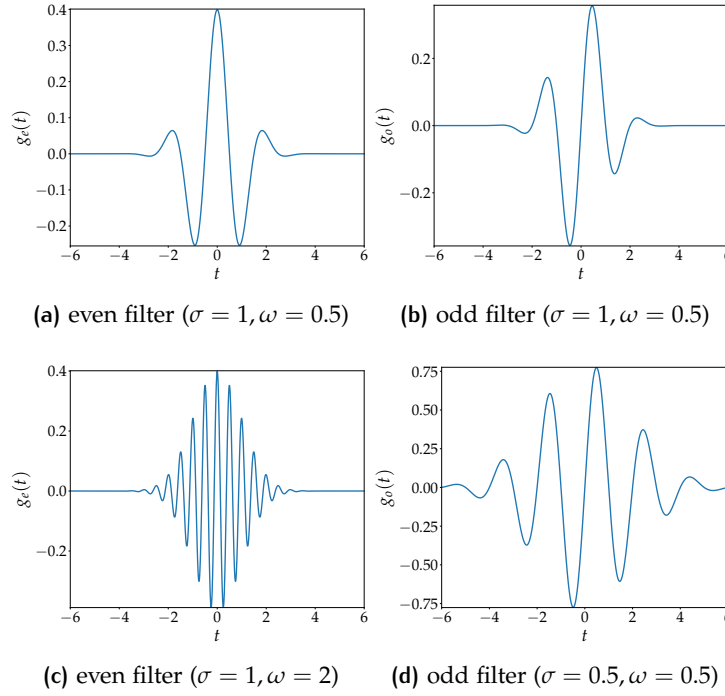 0.4
0.3
0.2
0.1
0.0
−0.1
−0.2
g_e(t)
−6 −4 −2 0 2 4 6
t
(a) even filter (σ = 1, ω = 0.5)
0.2
0.0
−0.2
g_o(t)
−6 −4 −2 0 2 4 6
t
(b) odd filter (σ = 1, ω = 0.5)
0.4
0.2
0.0
−0.2
g_e(t)
−6 −4 −2 0 2 4 6
t
(c) even filter (σ = 1, ω = 2)
0.75
0.50
0.25
0.00
−0.25
−0.50
−0.75
g_o(t)
−6 −4 −2 0 2 4 6
t
(d) odd filter (σ = 0.5, ω = 0.5)